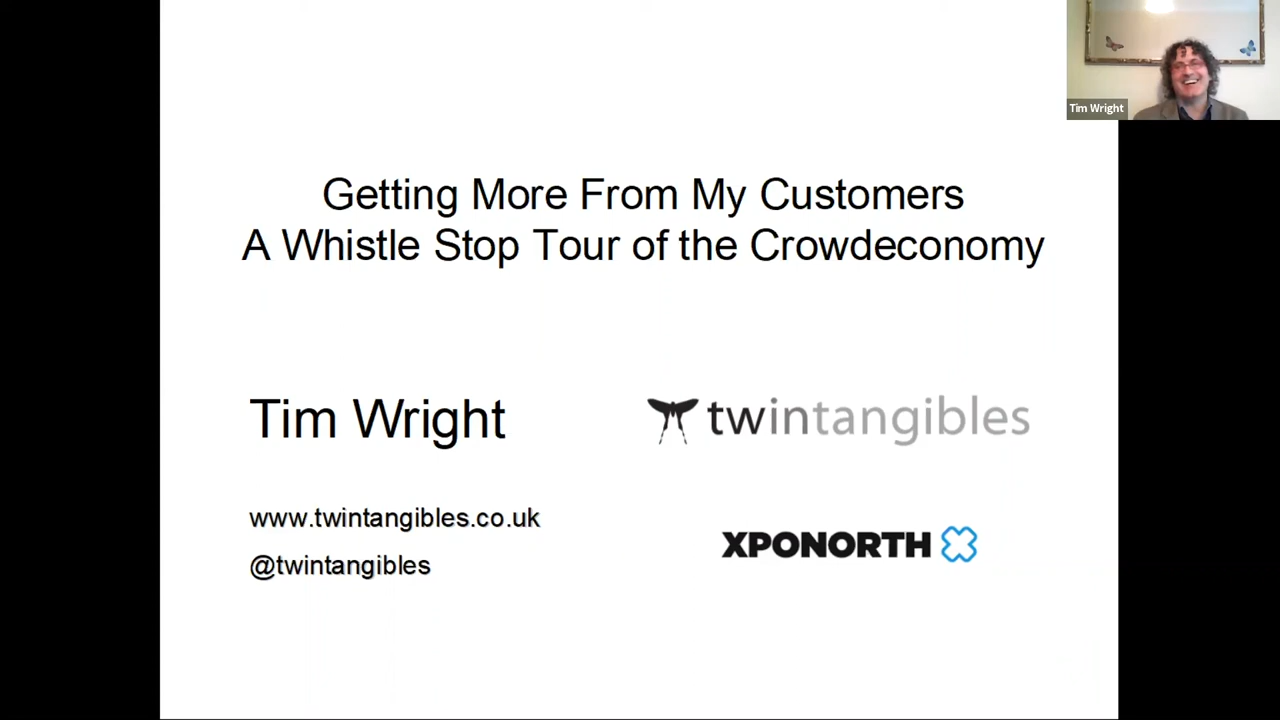 Tim Wright
Getting More From My Customers
A Whistle Stop Tour of the Crowdeconomy
Tim Wright
twintangibles
www.twintangibles.co.uk
XPONORTH
@twintangibles